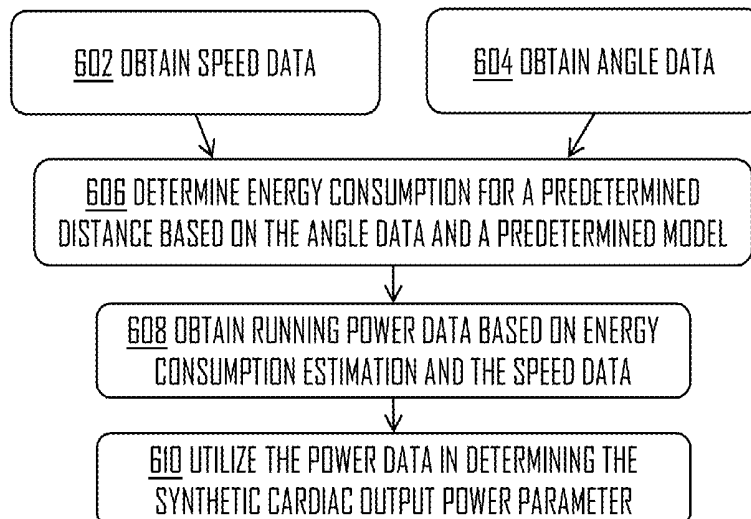 602 OBTAIN SPEED DATA
604 OBTAIN ANGLE DATA
606 DETERMINE ENERGY CONSUMPTION FOR A PREDETERMINED
DISTANCE BASED ON THE ANGLE DATA AND A PREDETERMINED MODEL
608 OBTAIN RUNNING POWER DATA BASED ON ENERGY
CONSUMPTION ESTIMATION AND THE SPEED DATA
610 UTILIZE THE POWER DATA IN DETERMINING THE
SYNTHETIC CARDIAC OUTPUT POWER PARAMETER